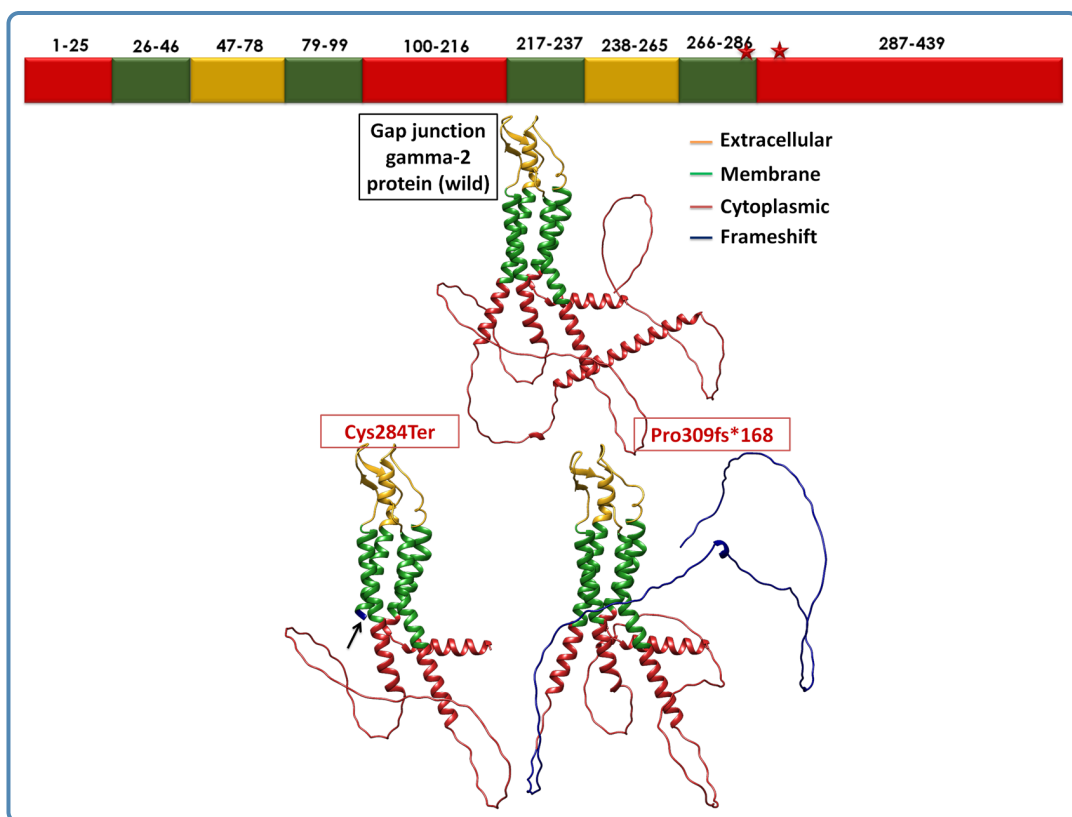 1-25 26-46 47-78 79-99 100-216 217-237 238-265 266-286 287-439
Gap junction
gamma-2
protein (wild)
Extracellular
Membrane
Cytoplasmic
Frameshift
Cys284Ter
Pro309fs*168